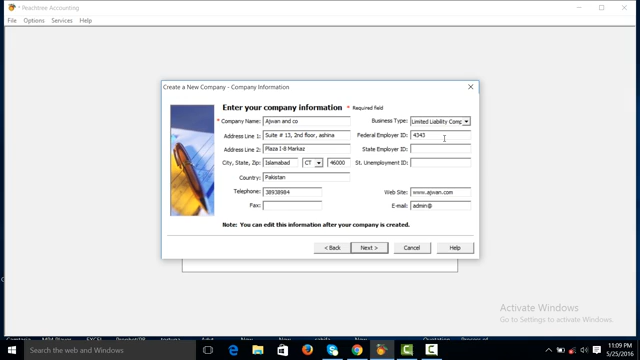 Peachtree Accounting
File Options Services Help
Create a New Company - Company Information
Enter your company information * Required field
* Company Name: Ajwan and co
Business Type: Limited Liability Comp
Address Line 1: Suite # 13, 2nd floor, ashina
Federal Employer ID: 4343
Address Line 2: Plaza I-8 Markaz
State Employer ID:
City, State, Zip: Islamabad CT 46000
St. Unemployment ID:
Country: Pakistan
Telephone: 38938984
Web Site: www.ajwan.com
Fax:
E-mail: admin@
Note: You can edit this information after your company is created.
< Back Next > Cancel Help
Activate Windows
Go to Settings to activate Windows.
Search the web and Windows
11:09 PM
5/25/2016